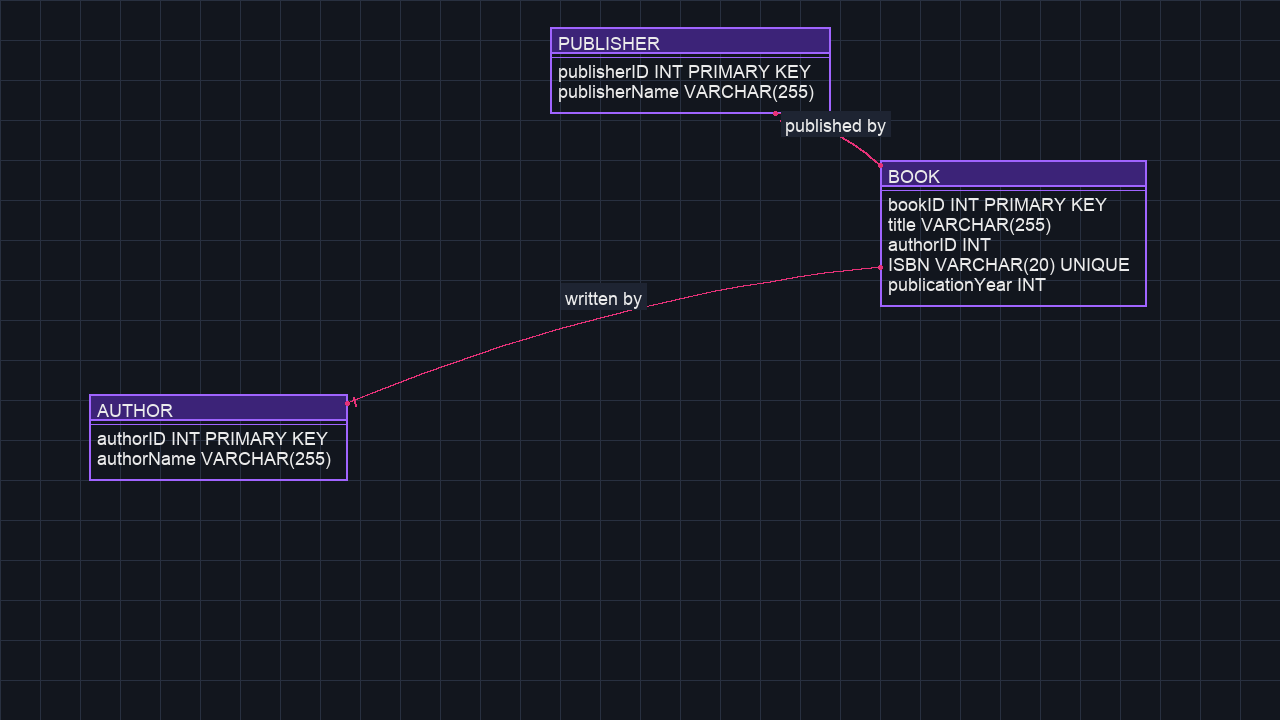 PUBLISHER
publisherID INT PRIMARY KEY
publisherName VARCHAR(255)
published by
BOOK
bookID INT PRIMARY KEY
title VARCHAR(255)
authorID INT
ISBN VARCHAR(20) UNIQUE
publicationYear INT
written by
AUTHOR
authorID INT PRIMARY KEY
authorName VARCHAR(255)